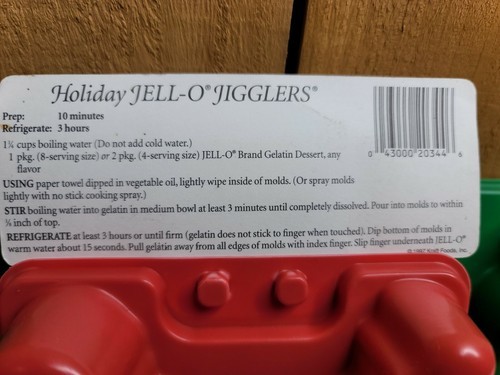 Holiday JELL-O® JIGGLERS®
Prep: 10 minutes
Refrigerate: 3 hours
1¼ cups boiling water (Do not add cold water.)
1 pkg. (8-serving size) or 2 pkg. (4-serving size) JELL-O® Brand Gelatin Dessert, any
flavor
USING paper towel dipped in vegetable oil, lightly wipe inside of molds. (Or spray molds
lightly with no stick cooking spray.)
STIR boiling water into gelatin in medium bowl at least 3 minutes until completely dissolved. Pour into molds to within
⅛ inch of top.
REFRIGERATE at least 3 hours or until firm (gelatin does not stick to finger when touched). Dip bottom of molds in
warm water about 15 seconds. Pull gelatin away from all edges of molds with index finger. Slip finger underneath JELL-O®
© 1997 Kraft Foods, Inc.
0 43000 20344 6